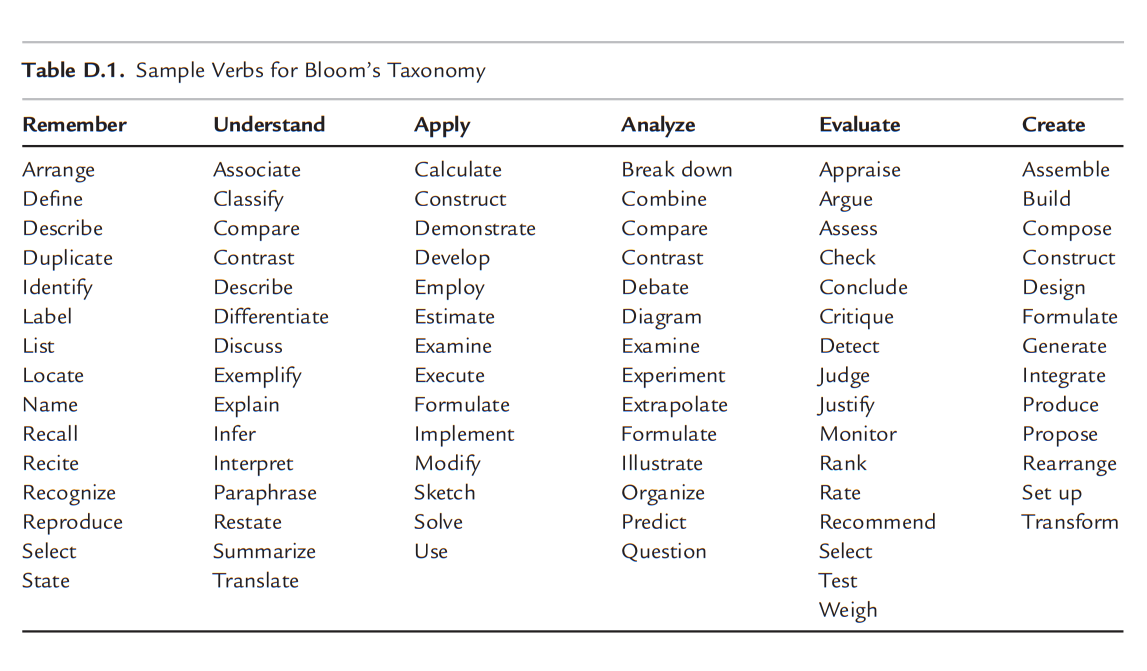 Table D.1. Sample Verbs for Bloom's Taxonomy
Remember Understand Apply Analyze Evaluate Create
Arrange Associate Calculate Break down Appraise Assemble
Define Classify Construct Combine Argue Build
Describe Compare Demonstrate Compare Assess Compose
Duplicate Contrast Develop Contrast Check Construct
Identify Describe Employ Debate Conclude Design
Label Differentiate Estimate Diagram Critique Formulate
List Discuss Examine Examine Detect Generate
Locate Exemplify Execute Experiment Judge Integrate
Name Explain Formulate Extrapolate Justify Produce
Recall Infer Implement Formulate Monitor Propose
Recite Interpret Modify Illustrate Rank Rearrange
Recognize Paraphrase Sketch Organize Rate Set up
Reproduce Restate Solve Predict Recommend Transform
Select Summarize Use Question Select
State Translate Test
Weigh